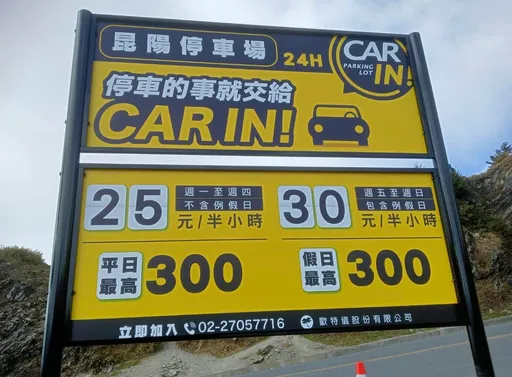 昆陽停車場 24H
CAR
PARKING
LOT
IN!
停車的事就交給
CAR IN!
25 週一至週四
不含例假日
元/半小時
30 週五至週日
包含例假日
元/半小時
平日
最高 300
假日
最高 300
立即加入 02-27057716 歐特儀股份有限公司